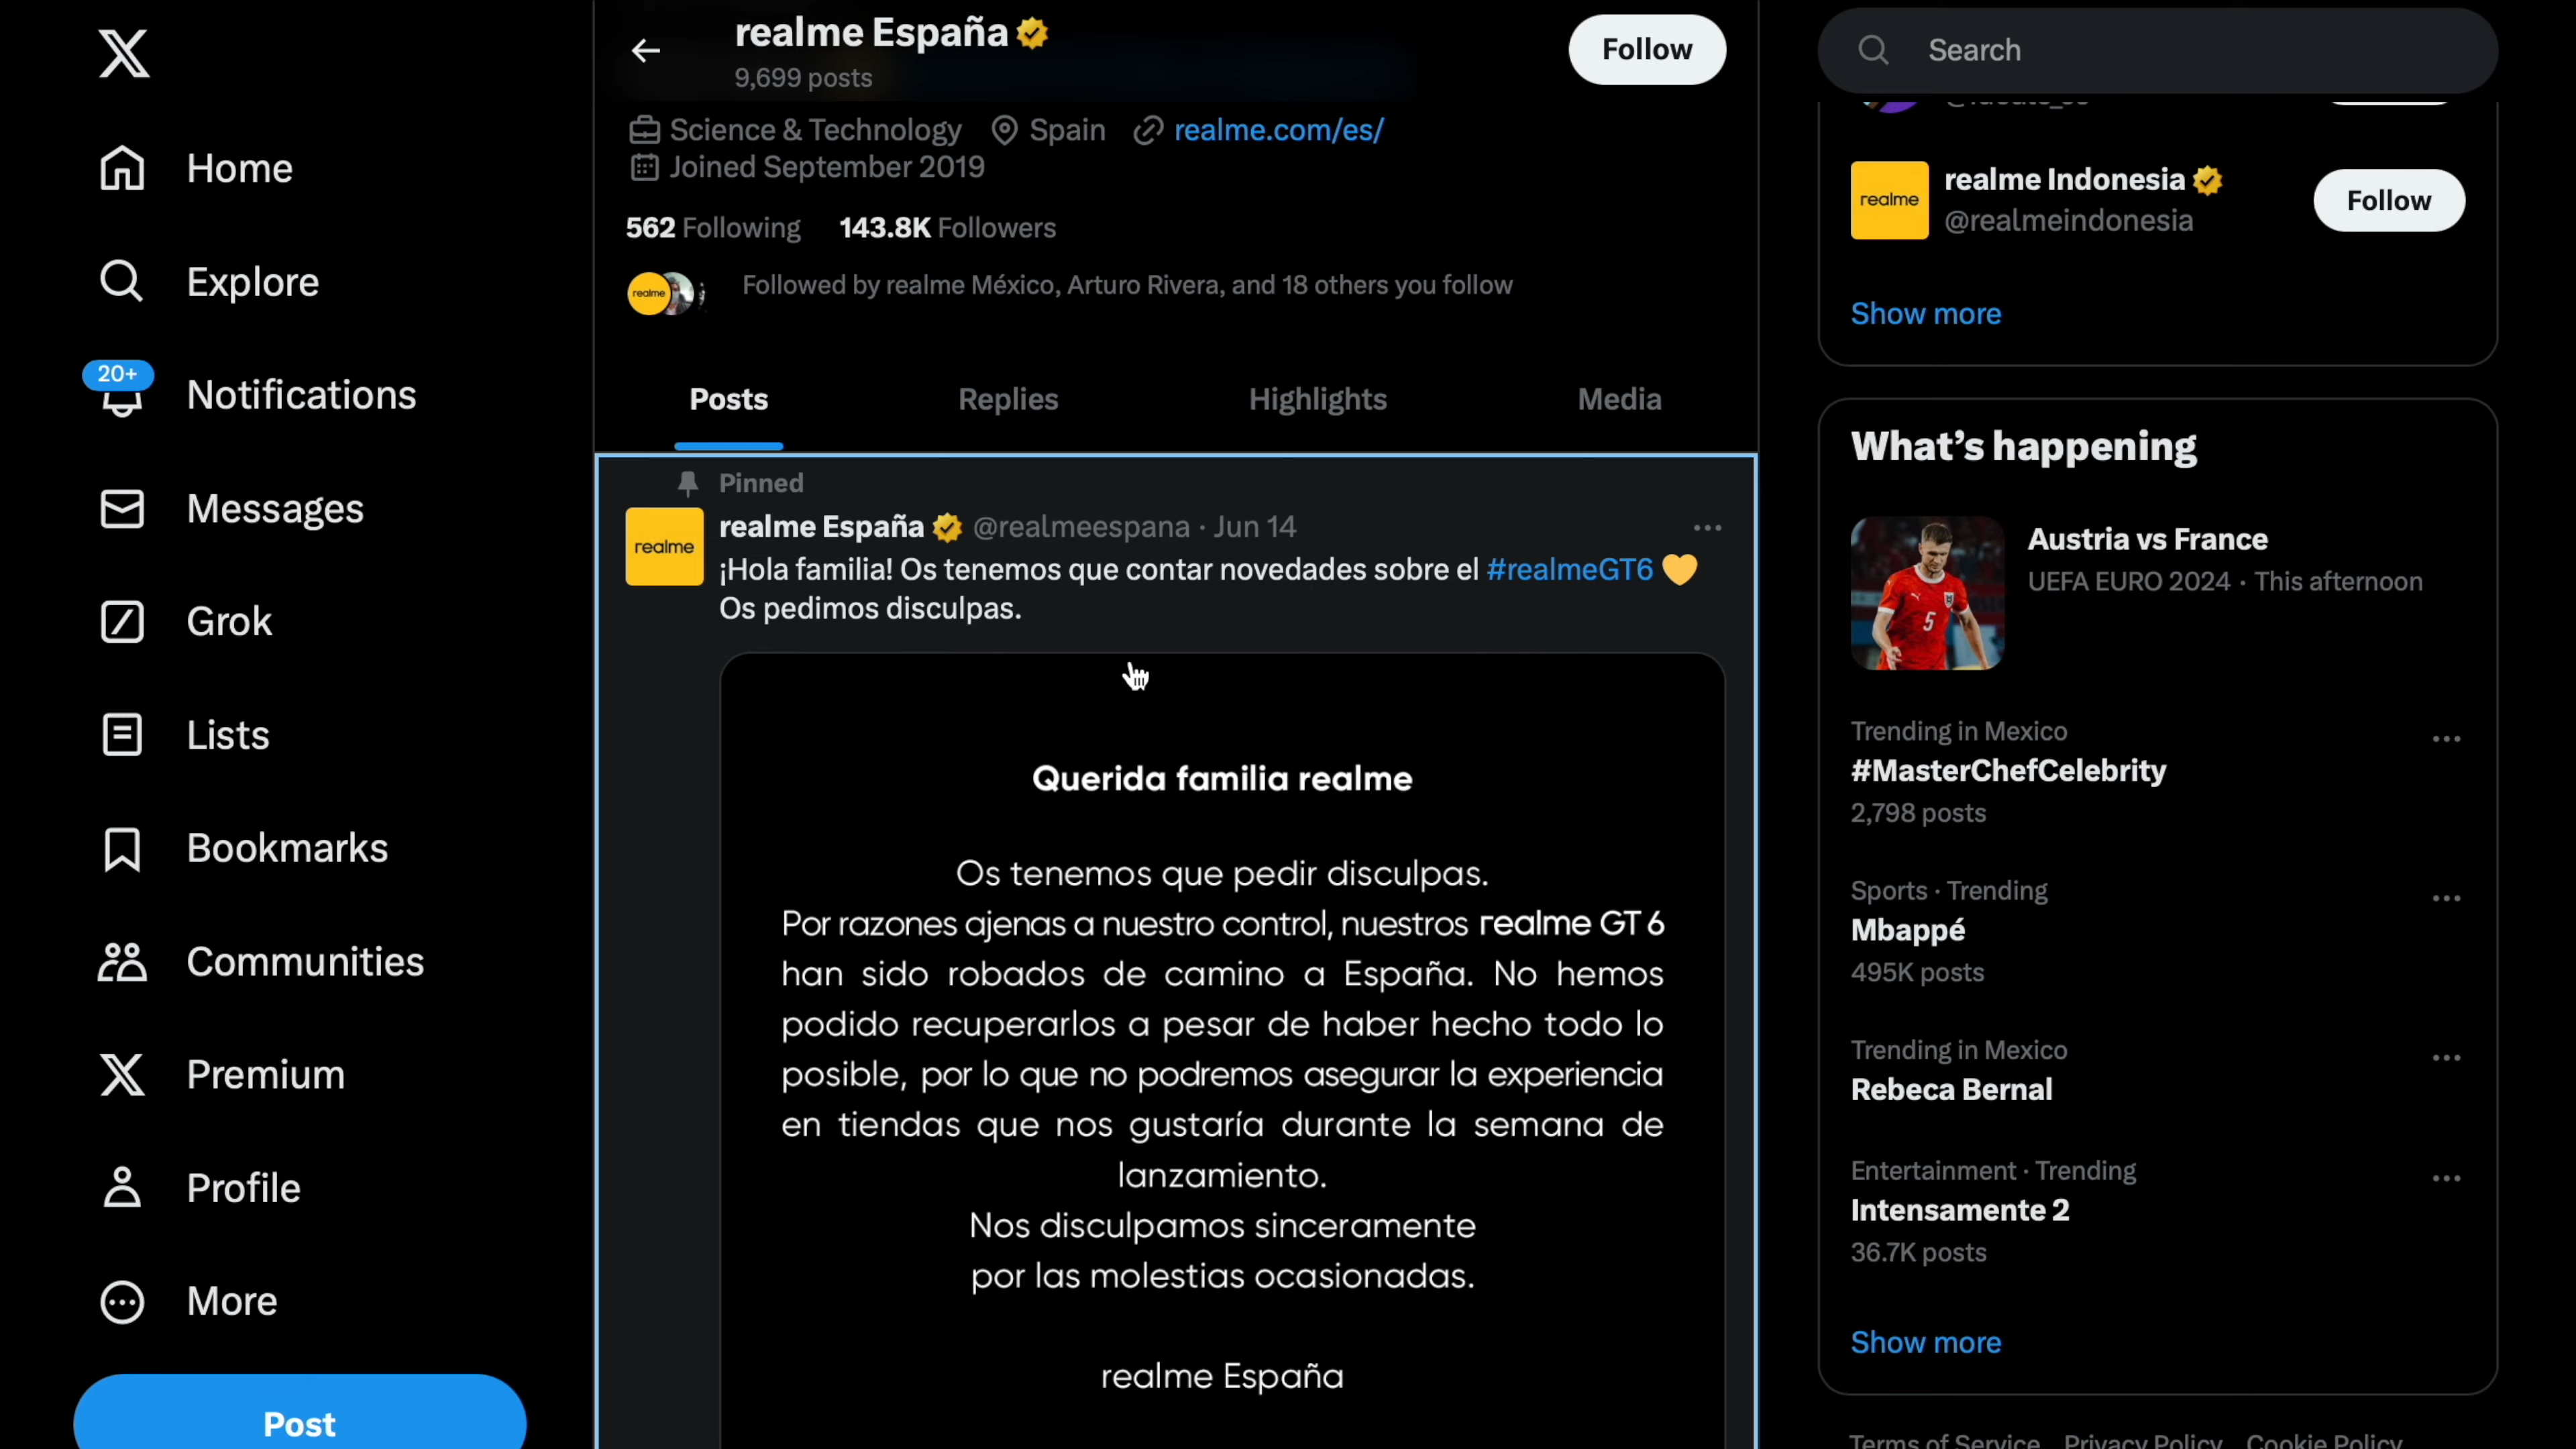 Home
Explore
20+
Notifications
Messages
Grok
Lists
Bookmarks
Communities
Premium
Profile
More
Post
realme España
9,699 posts
Follow
Science & Technology Spain realme.com/es/
Joined September 2019
562 Following 143.8K Followers
realme
Followed by realme México, Arturo Rivera, and 18 others you follow
Posts Replies Highlights Media
Pinned
realme
realme España @realmeespana · Jun 14
¡Hola familia! Os tenemos que contar novedades sobre el #realmeGT6
Os pedimos disculpas.
Querida familia realme
Os tenemos que pedir disculpas.
Por razones ajenas a nuestro control, nuestros realme GT 6
han sido robados de camino a España. No hemos
podido recuperarlos a pesar de haber hecho todo lo
posible, por lo que no podremos asegurar la experiencia
en tiendas que nos gustaría durante la semana de
lanzamiento.
Nos disculpamos sinceramente
por las molestias ocasionadas.
realme España
Search
realme
realme Indonesia
@realmeindonesia
Follow
Show more
What's happening
Austria vs France
UEFA EURO 2024 · This afternoon
5
Trending in Mexico
#MasterChefCelebrity
2,798 posts
Sports · Trending
Mbappé
495K posts
Trending in Mexico
Rebeca Bernal
Entertainment · Trending
Intensamente 2
36.7K posts
Show more
Terms of Service Privacy Policy Cookie Policy